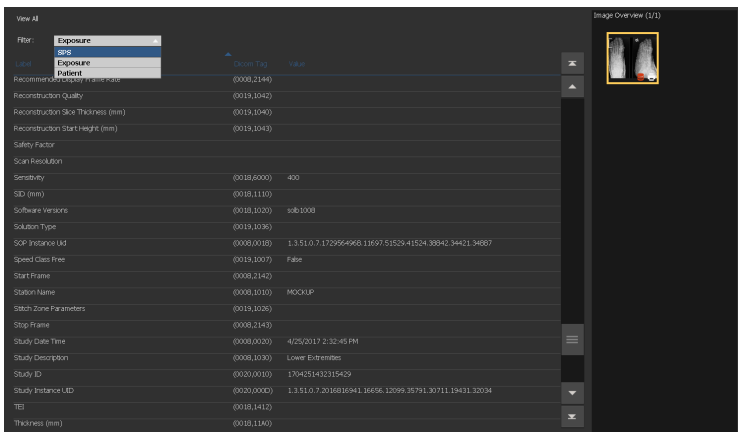 View All
Image Overview (1/1)
Filter: Exposure
SPS
Exposure
Patient
Label Dicom Tag Value
Recommended Display Frame Rate (0008,2144)
Reconstruction Quality (0019,1042)
Reconstruction Slice Thickness (mm) (0019,1040)
Reconstruction Start Height (mm) (0019,1043)
Safety Factor
Scan Resolution
Sensitivity (0018,6000) 400
SID (mm) (0018,1110)
Software Versions (0018,1020) solb1008
Solution Type (0019,1036)
SOP Instance Uid (0008,0018) 1.3.51.0.7.1729564968.11697.51529.41524.38842.34421.34887
Speed Class Free (0019,1007) False
Start Frame (0008,2142)
Station Name (0008,1010) MOCKUP
Stitch Zone Parameters (0019,1026)
Stop Frame (0008,2143)
Study Date Time (0008,0020) 4/25/2017 2:32:45 PM
Study Description (0008,1030) Lower Extremities
Study ID (0020,0010) 1704251432315429
Study Instance UID (0020,000D) 1.3.51.0.7.2016816941.16656.12099.35791.30711.19431.32034
TEI (0018,1412)
Thickness (mm) (0018,11A0)